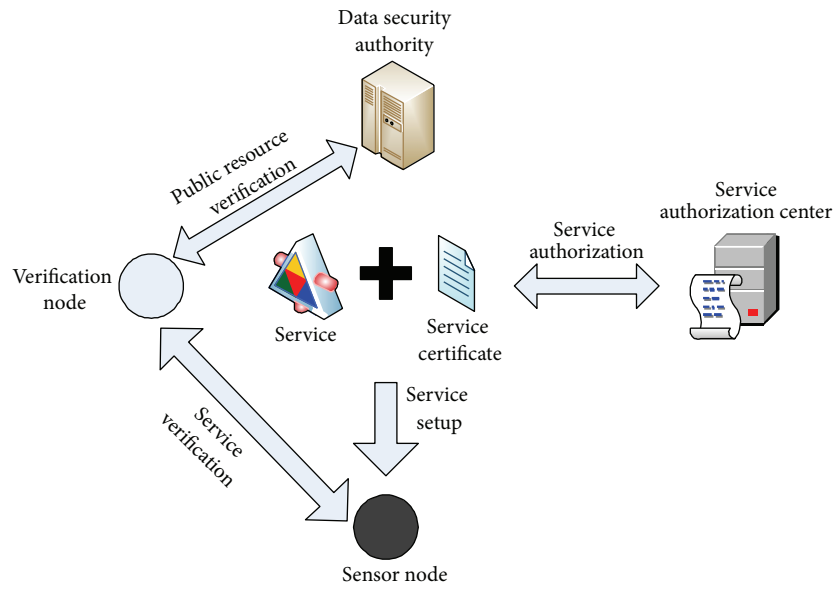 Data security
authority
Public resource
verification
Service
authorization center
Service
authorization
Verification
node
Service
Service
certificate
Service
setup
Service
verification
Sensor node